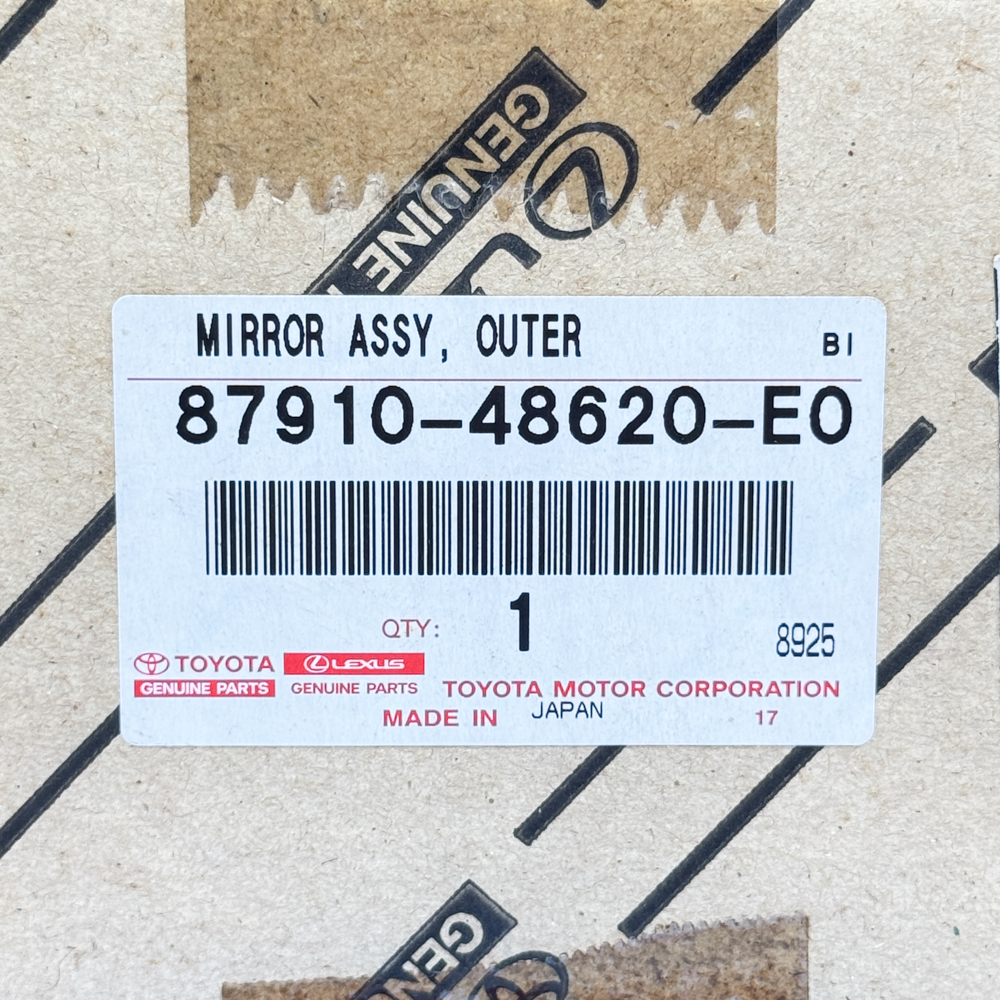 GENUINE
MIRROR ASSY, OUTER BI
87910-48620-E0
QTY: 1
8925
TOYOTA LEXUS
GENUINE PARTS GENUINE PARTS TOYOTA MOTOR CORPORATION
MADE IN JAPAN 17